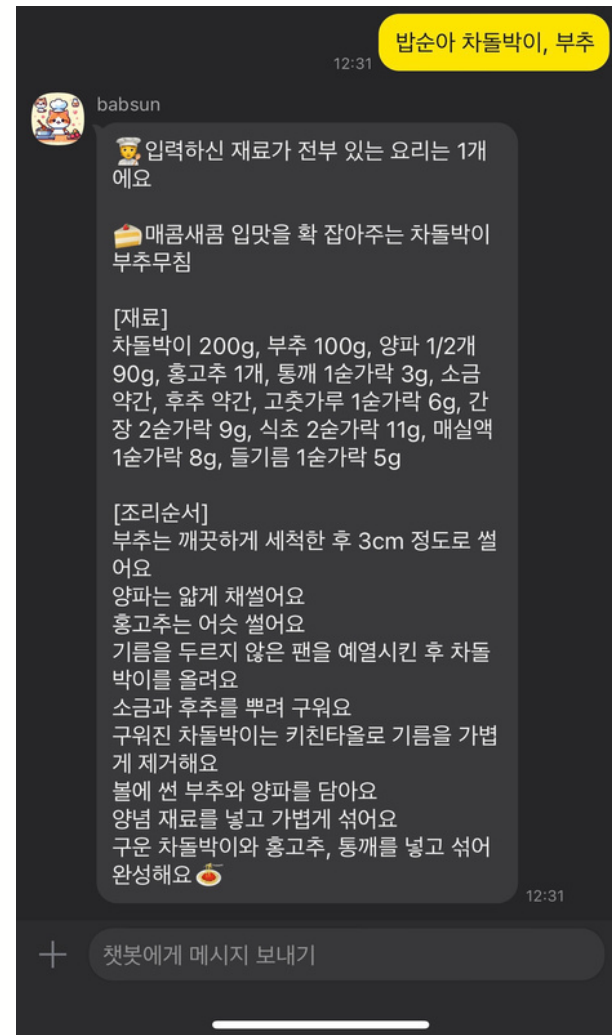 밥순아 차돌박이, 부추
12:31
babsun
👩‍🍳입력하신 재료가 전부 있는 요리는 1개
에요
🍰매콤새콤 입맛을 확 잡아주는 차돌박이
부추무침
[재료]
차돌박이 200g, 부추 100g, 양파 1/2개
90g, 홍고추 1개, 통깨 1숟가락 3g, 소금
약간, 후추 약간, 고춧가루 1숟가락 6g, 간
장 2숟가락 9g, 식초 2숟가락 11g, 매실액
1숟가락 8g, 들기름 1숟가락 5g
[조리순서]
부추는 깨끗하게 세척한 후 3cm 정도로 썰
어요
양파는 얇게 채썰어요
홍고추는 어슷 썰어요
기름을 두르지 않은 팬을 예열시킨 후 차돌
박이를 올려요
소금과 후추를 뿌려 구워요
구워진 차돌박이는 키친타올로 기름을 가볍
게 제거해요
볼에 썬 부추와 양파를 담아요
양념 재료를 넣고 가볍게 섞어요
구운 차돌박이와 홍고추, 통깨를 넣고 섞어
완성해요🍝
12:31
챗봇에게 메시지 보내기